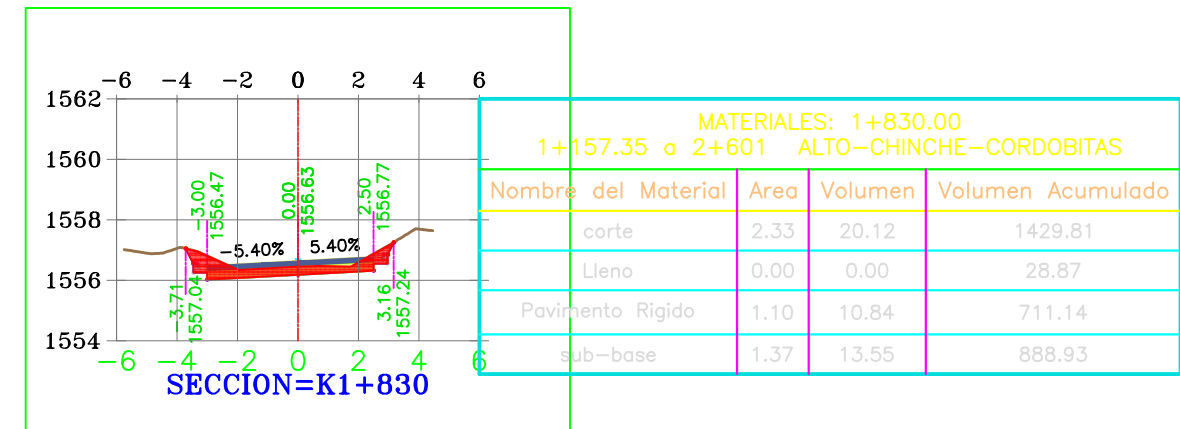 -6 -4 -2 0 2 4 6
1562
1560
1558
1556
1554
-3.00
1556.47
0.00
1556.63
2.50
1556.77
-5.40%
5.40%
-3.71
1557.04
3.16
1557.24
-6 -4 -2 0 2 4 6
SECCION=K1+830
MATERIALES: 1+830.00
1+157.35 a 2+601 ALTO-CHINCHE-CORDOBITAS
Nombre del Material Area Volumen Volumen Acumulado
corte 2.33 20.12 1429.81
Lleno 0.00 0.00 28.87
Pavimento Rigido 1.10 10.84 711.14
sub-base 1.37 13.55 888.93